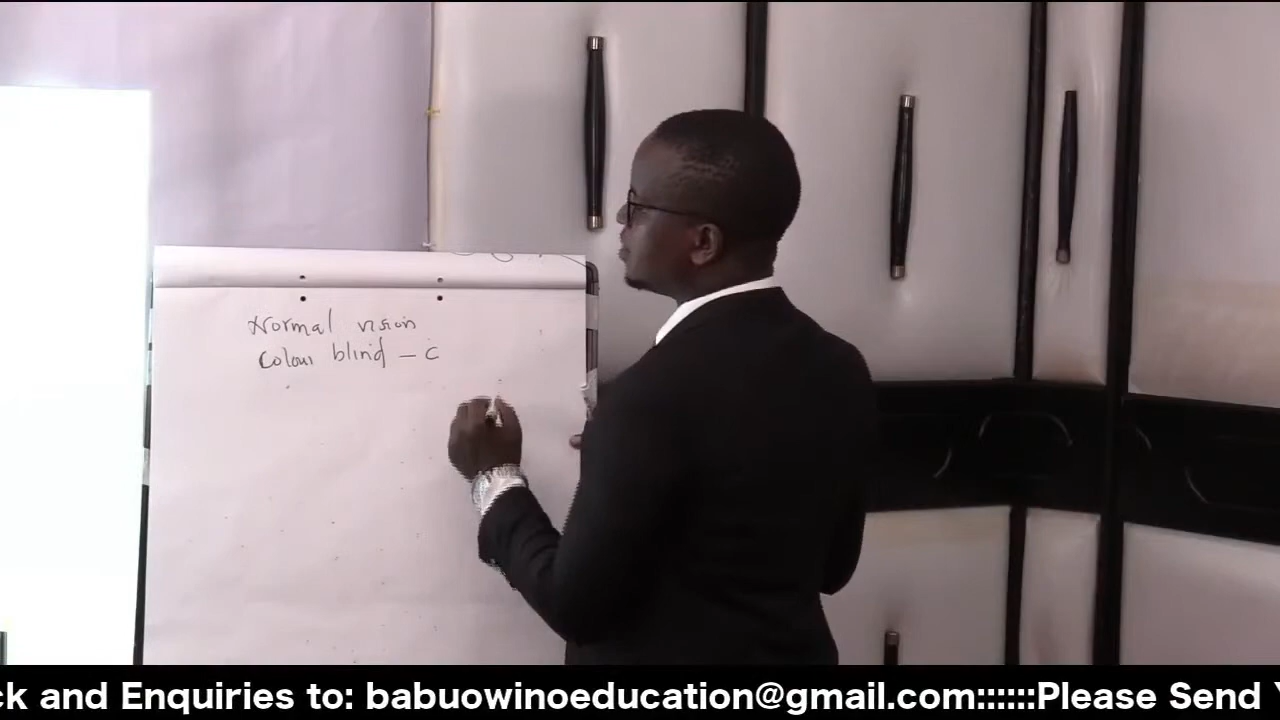 Normal vision
Colour blind – C
ck and Enquiries to: babuowinoeducation@gmail.com::::::Please Send Y